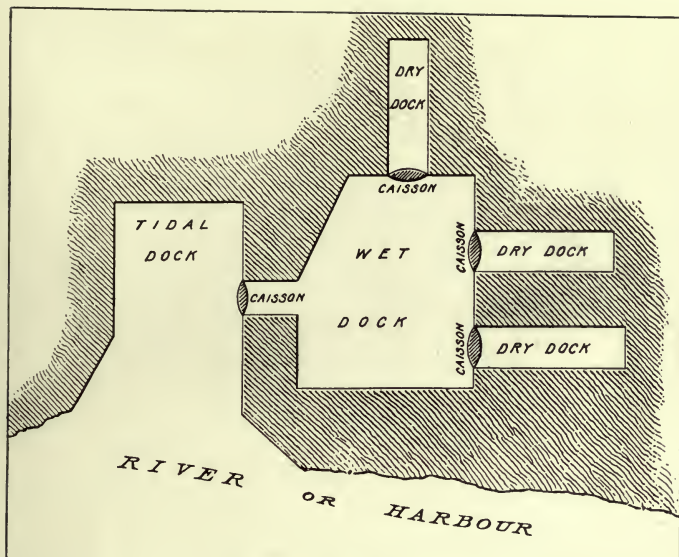 DRY
DOCK
CAISSON
TIDAL
DOCK
WET
DOCK
CAISSON
CAISSON
DRY DOCK
CAISSON
DRY DOCK
RIVER OR HARBOUR